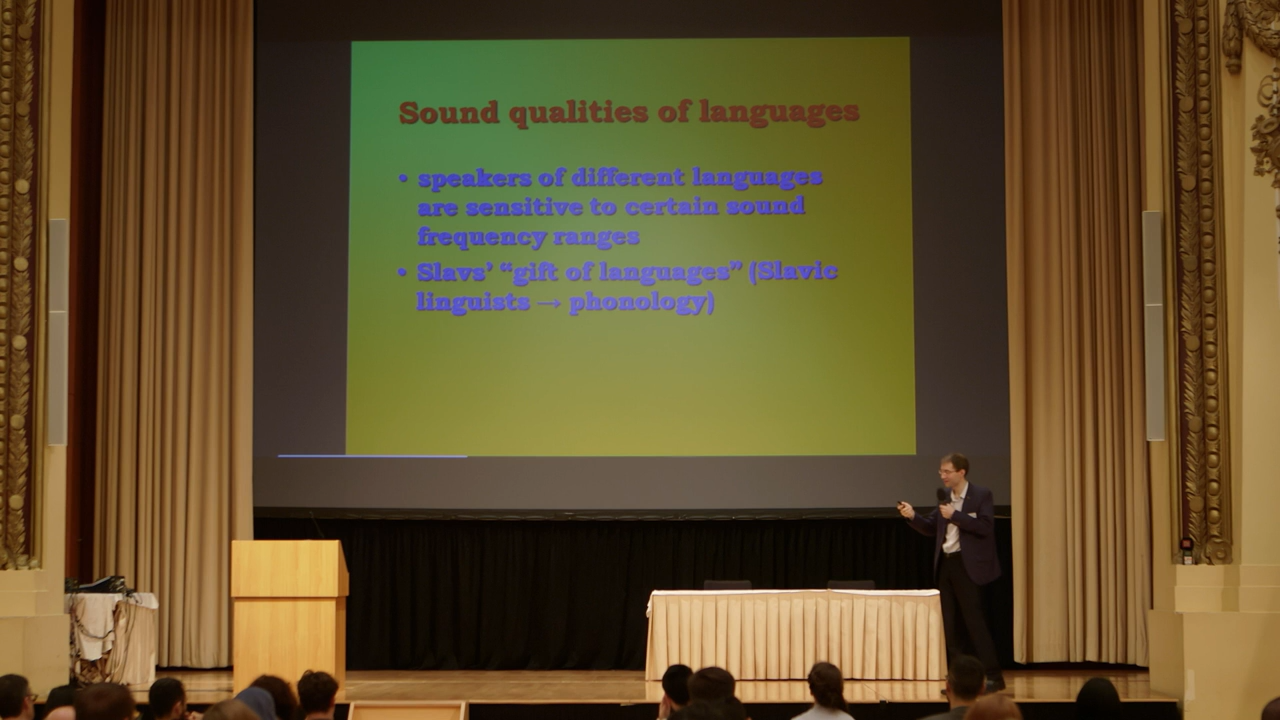 Sound qualities of languages
• speakers of different languages
are sensitive to certain sound
frequency ranges
• Slavs’ “gift of languages” (Slavic
linguists → phonology)